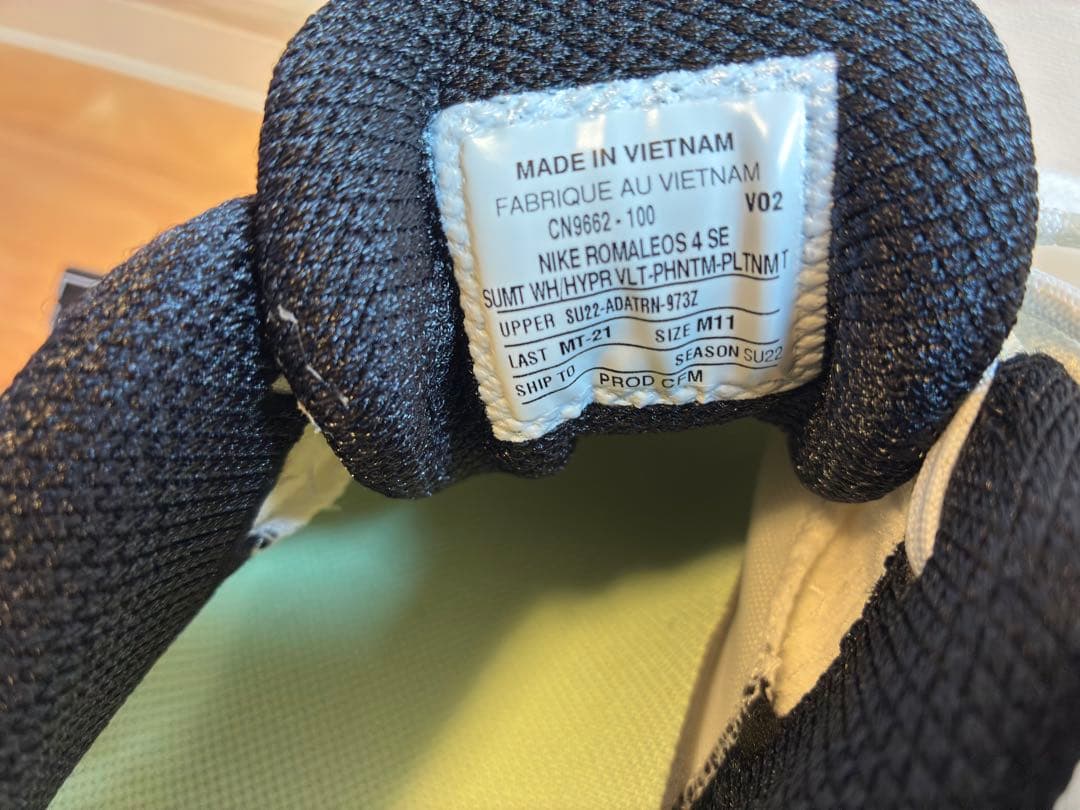 MADE IN VIETNAM
FABRIQUE AU VIETNAM
CN9662 - 100 V02
NIKE ROMALEOS 4 SE
SUMT WH/HYPR VLT-PHNTM-PLTNM T
UPPER SU22-ADATRN-973Z
LAST MT-21 SIZE M11
SHIP TO SEASON SU22
PROD CFM